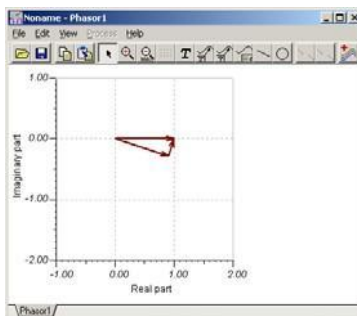 Noname - Phasor1
File Edit View Process Help
T
1.00
0.00
-1.00
-2.00
Imaginary part
-1.00 0.00 1.00 2.00
Real part
Phasor1